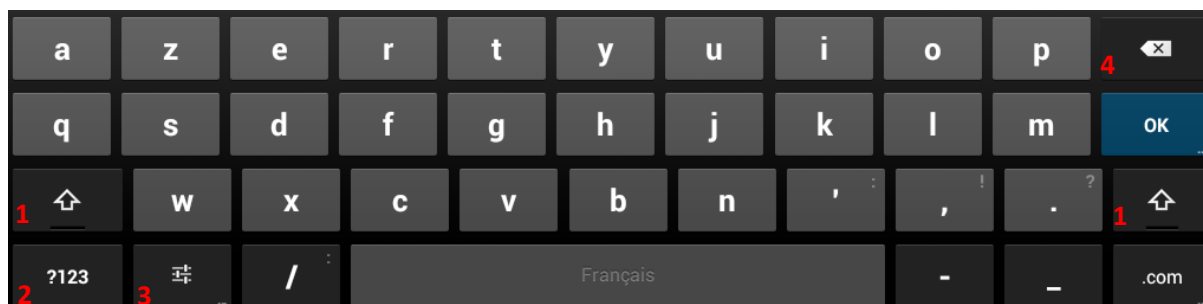 a z e r t y u i o p 4
q s d f g h j k l m OK
1 w x c v b n ' : , ! . ? 1
2 ?123 3 / : Français - _ .com